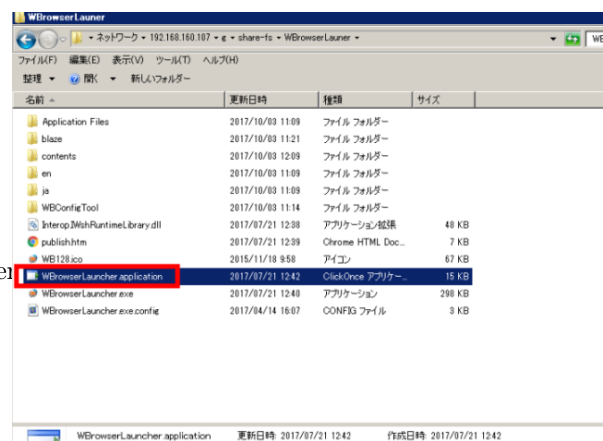 WBrowserLauner
ネットワーク 192.168.160.107 g share-fs WBrowserLauner
ファイル(F) 編集(E) 表示(V) ツール(T) ヘルプ(H)
整理 開く 新しいフォルダー
名前 更新日時 種類 サイズ
Application Files 2017/10/03 11:09 ファイル フォルダー
blaze 2017/10/03 11:21 ファイル フォルダー
contents 2017/10/03 12:09 ファイル フォルダー
en 2017/10/03 11:09 ファイル フォルダー
ja 2017/10/03 11:09 ファイル フォルダー
WBConfigTool 2017/10/03 11:14 ファイル フォルダー
Interop.IWshRuntimeLibrary.dll 2017/07/21 12:38 アプリケーション拡張 48 KB
publish.htm 2017/07/21 12:39 Chrome HTML Doc... 7 KB
WB128.ico 2015/11/18 9:58 アイコン 67 KB
WBrowserLauncher.application 2017/07/21 12:42 ClickOnce アプリケー... 15 KB
WBrowserLauncher.exe 2017/07/21 12:40 アプリケーション 298 KB
WBrowserLauncher.exe.config 2017/04/14 16:07 CONFIG ファイル 3 KB
WBrowserLauncher.application 更新日時: 2017/07/21 12:42 作成日時: 2017/07/21 12:42